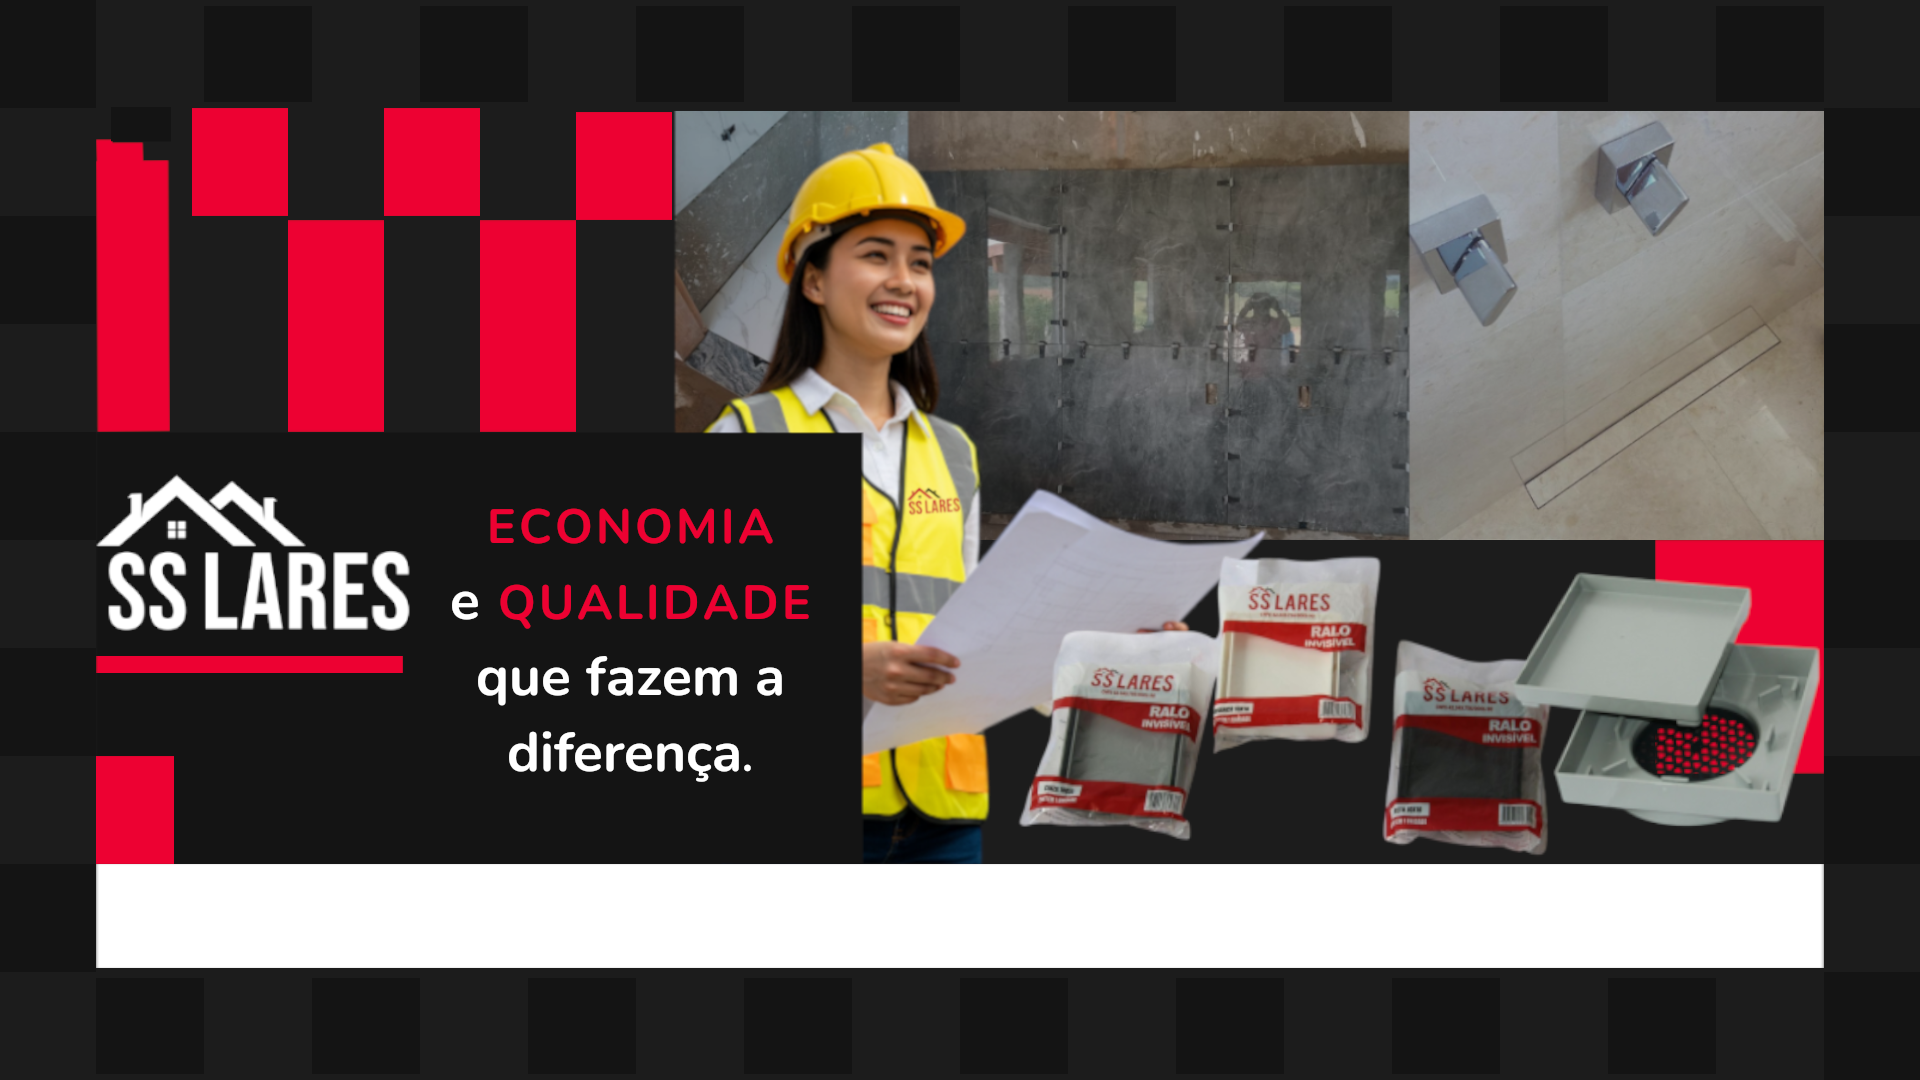 SS LARES
ECONOMIA
e QUALIDADE
que fazem a
diferença.
SS LARES
SS LARES
RALO
INVISÍVEL
SS LARES
RALO
INVISÍVEL
SS LARES
RALO
INVISÍVEL